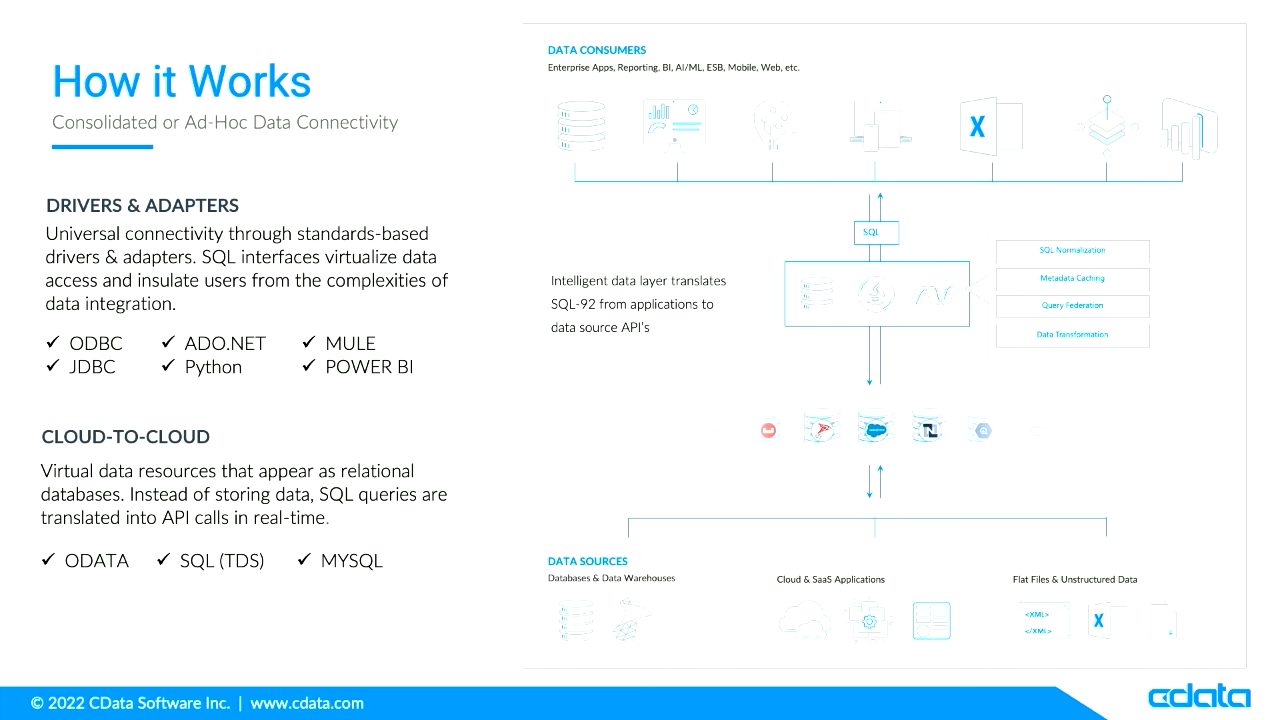 How it Works
Consolidated or Ad-Hoc Data Connectivity
DRIVERS & ADAPTERS
Universal connectivity through standards-based
drivers & adapters. SQL interfaces virtualize data
access and insulate users from the complexities of
data integration.
✓ ODBC ✓ ADO.NET ✓ MULE
✓ JDBC ✓ Python ✓ POWER BI
CLOUD-TO-CLOUD
Virtual data resources that appear as relational
databases. Instead of storing data, SQL queries are
translated into API calls in real-time.
✓ ODATA ✓ SQL (TDS) ✓ MYSQL
DATA CONSUMERS
Enterprise Apps, Reporting, BI, AI/ML, ESB, Mobile, Web, etc.
X
SQL
Intelligent data layer translates
SQL-92 from applications to
data source API's
SQL Normalization
Metadata Caching
Query Federation
Data Transformation
N
DATA SOURCES
Databases & Data Warehouses
Cloud & SaaS Applications
Flat Files & Unstructured Data
<XML>
</XML>
X
© 2022 CData Software Inc. | www.cdata.com
cdata